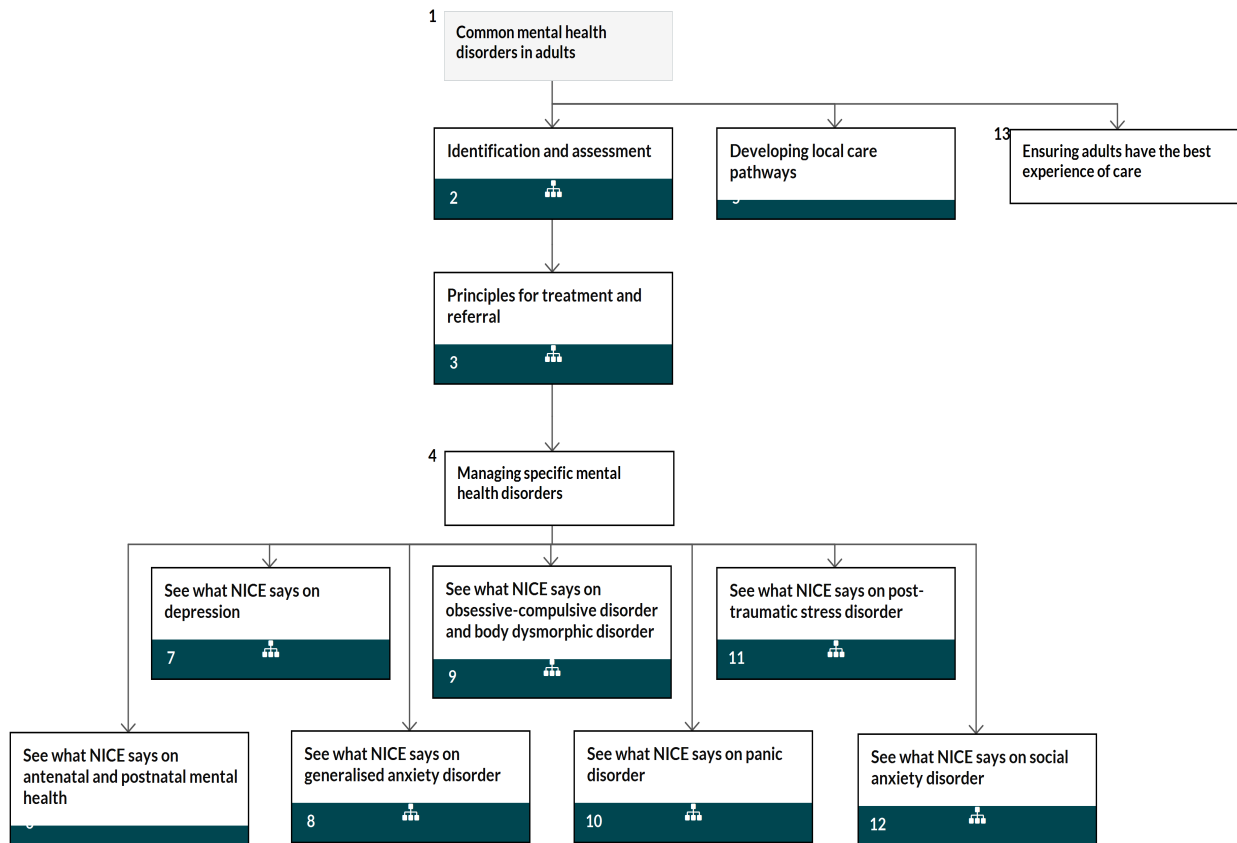 1
Common mental health
disorders in adults
Identification and assessment
2
Developing local care
pathways
13
Ensuring adults have the best
experience of care
Principles for treatment and
referral
3
4
Managing specific mental
health disorders
See what NICE says on
depression
7
See what NICE says on
obsessive-compulsive disorder
and body dysmorphic disorder
9
See what NICE says on post-
traumatic stress disorder
11
See what NICE says on
antenatal and postnatal mental
health
See what NICE says on
generalised anxiety disorder
8
See what NICE says on panic
disorder
10
See what NICE says on social
anxiety disorder
12